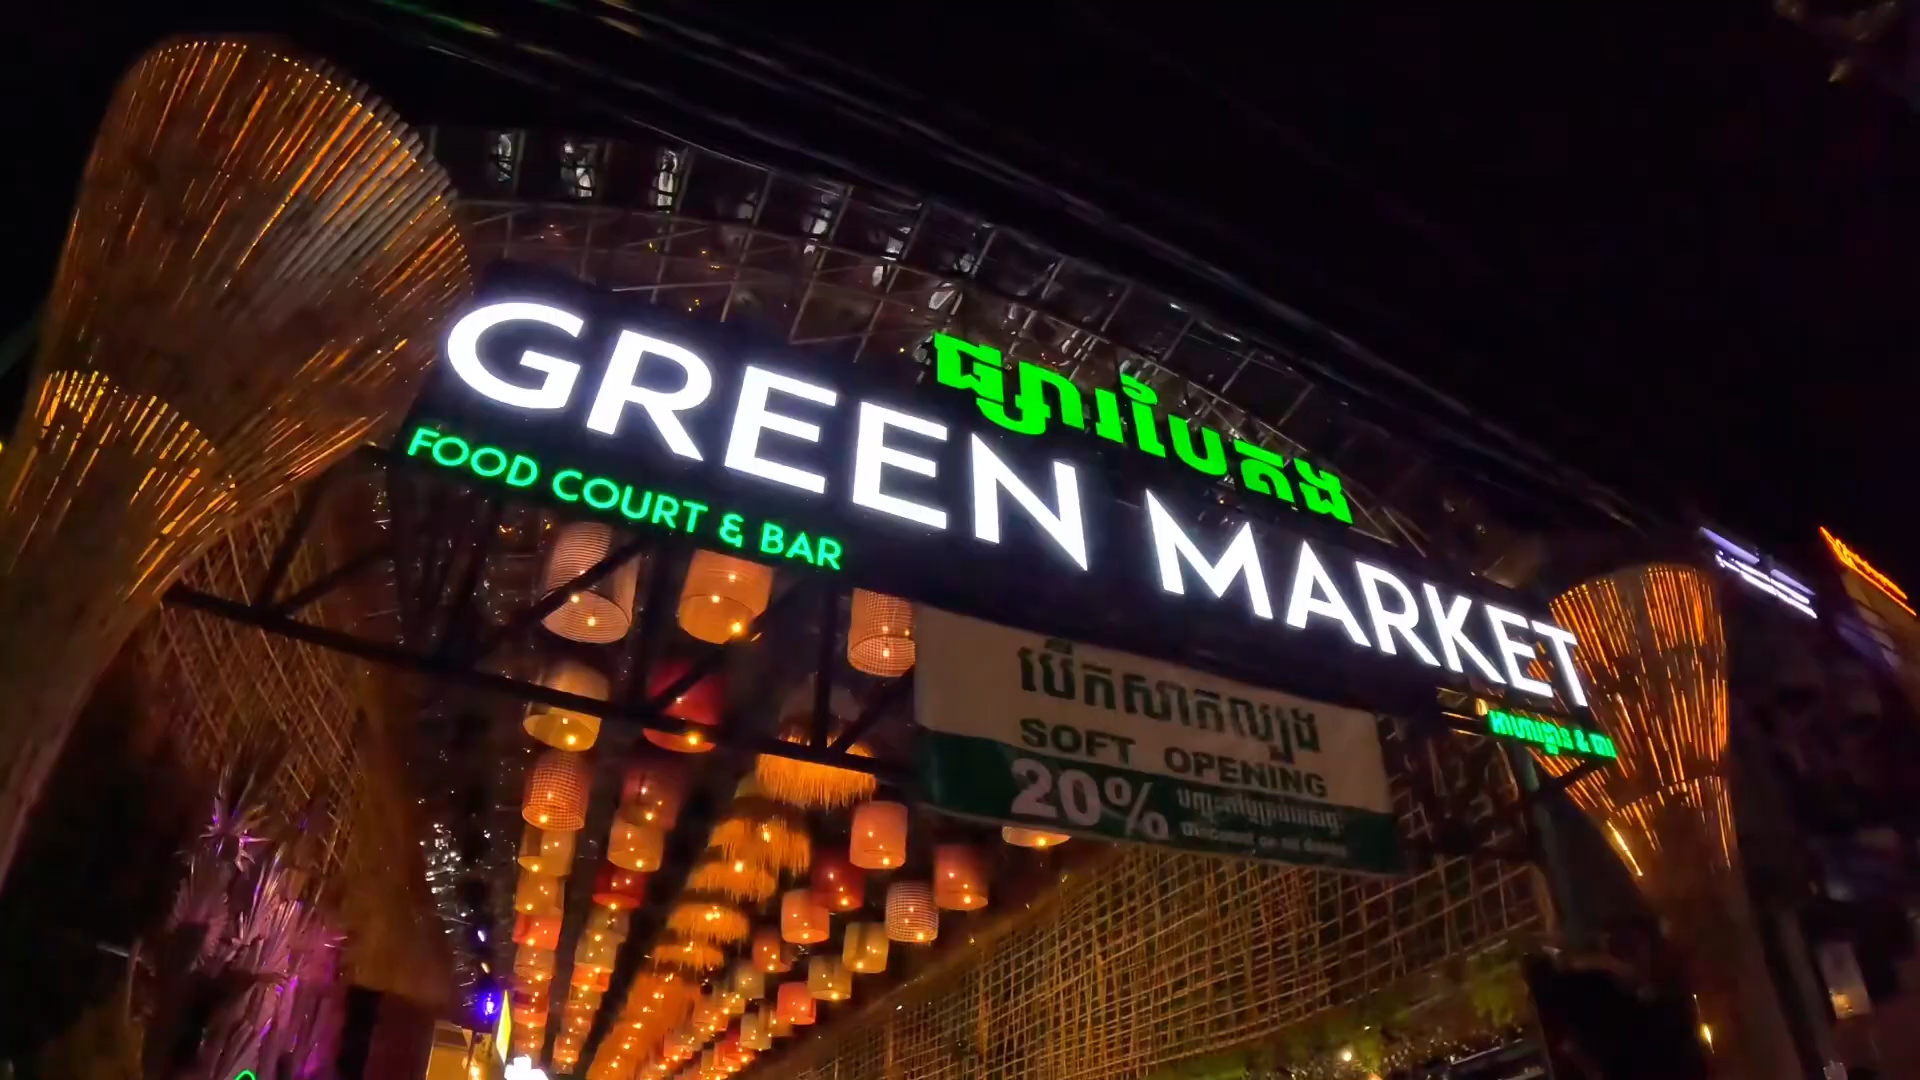 ផ្សារបៃតង
GREEN MARKET
FOOD COURT & BAR
បើកសាកល្បង
SOFT OPENING
20%